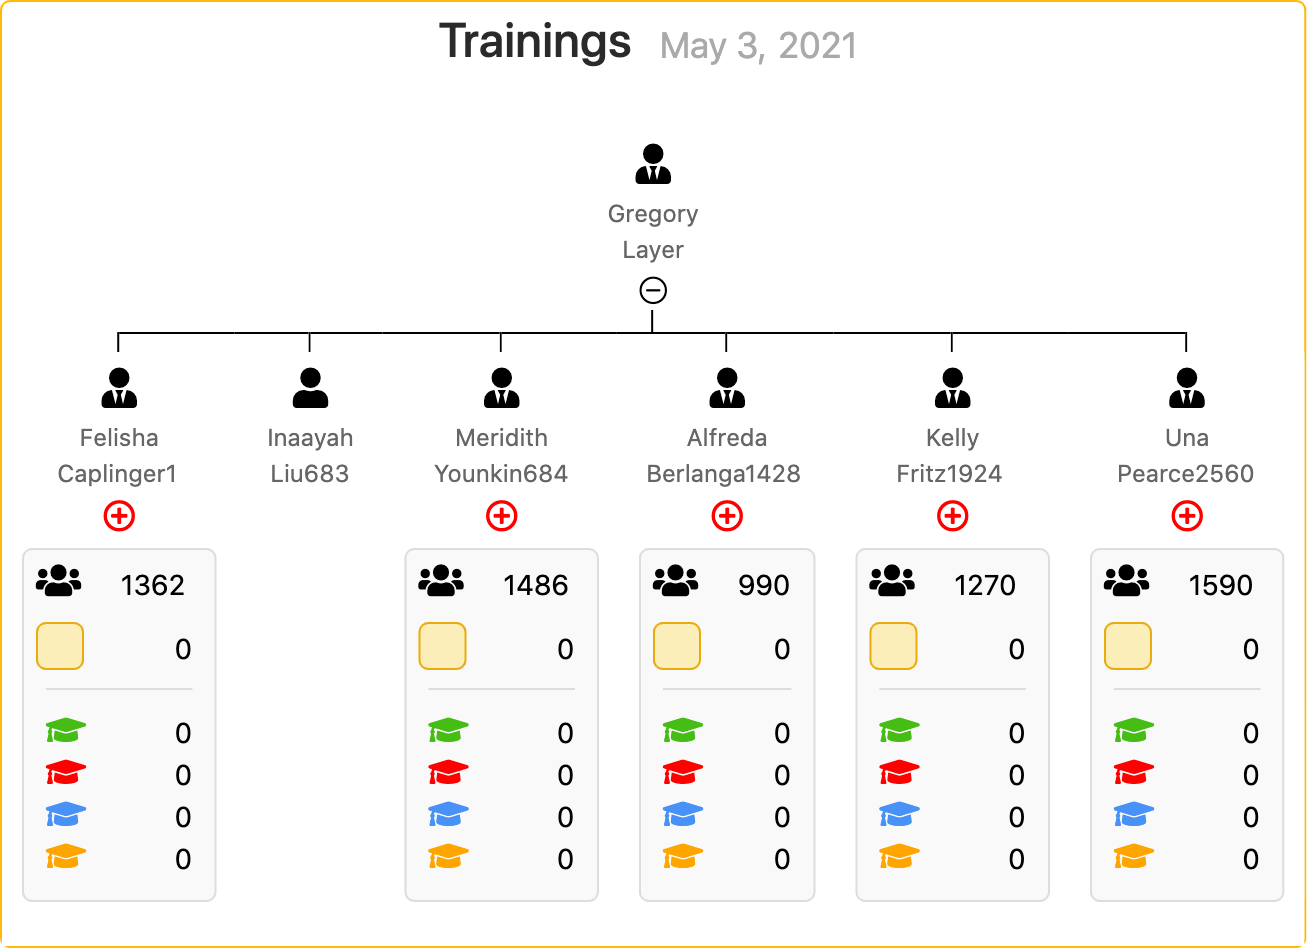 Trainings May 3, 2021
Gregory
Layer
Felisha Inaayah Meridith Alfreda Kelly Una
Caplinger1 Liu683 Younkin684 Berlanga1428 Fritz1924 Pearce2560
1362 1486 990 1270 1590
0 0 0 0 0
0 0 0 0 0
0 0 0 0 0
0 0 0 0 0
0 0 0 0 0